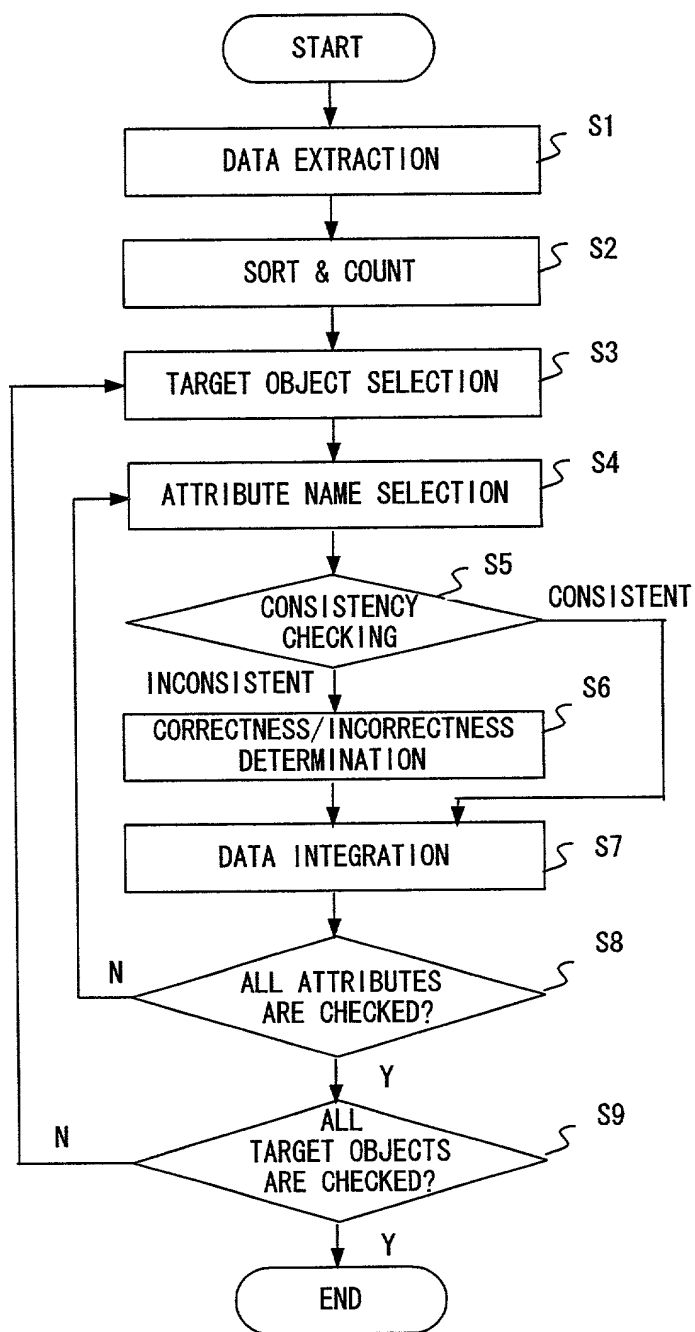 START
S1
DATA EXTRACTION
S2
SORT & COUNT
S3
TARGET OBJECT SELECTION
S4
ATTRIBUTE NAME SELECTION
S5
CONSISTENCY
CHECKING
CONSISTENT
INCONSISTENT
S6
CORRECTNESS/INCORRECTNESS
DETERMINATION
S7
DATA INTEGRATION
S8
N
ALL ATTRIBUTES
ARE CHECKED?
Y
S9
N
ALL
TARGET OBJECTS
ARE CHECKED?
Y
END